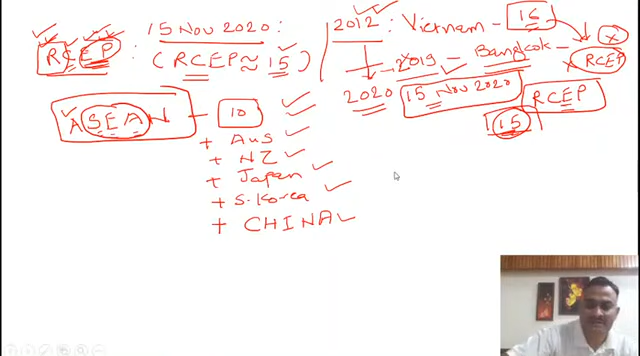 RCEP : 15 Nov 2020 :
(RCEP ≈ 15)
ASEAN - 10
+ Aus
+ NZ
+ Japan
+ S. Korea
+ CHINA
2012 : Vietnam - 16
2019 - Bangkok - x RCEP x
2020 15 Nov 2020 RCEP
15